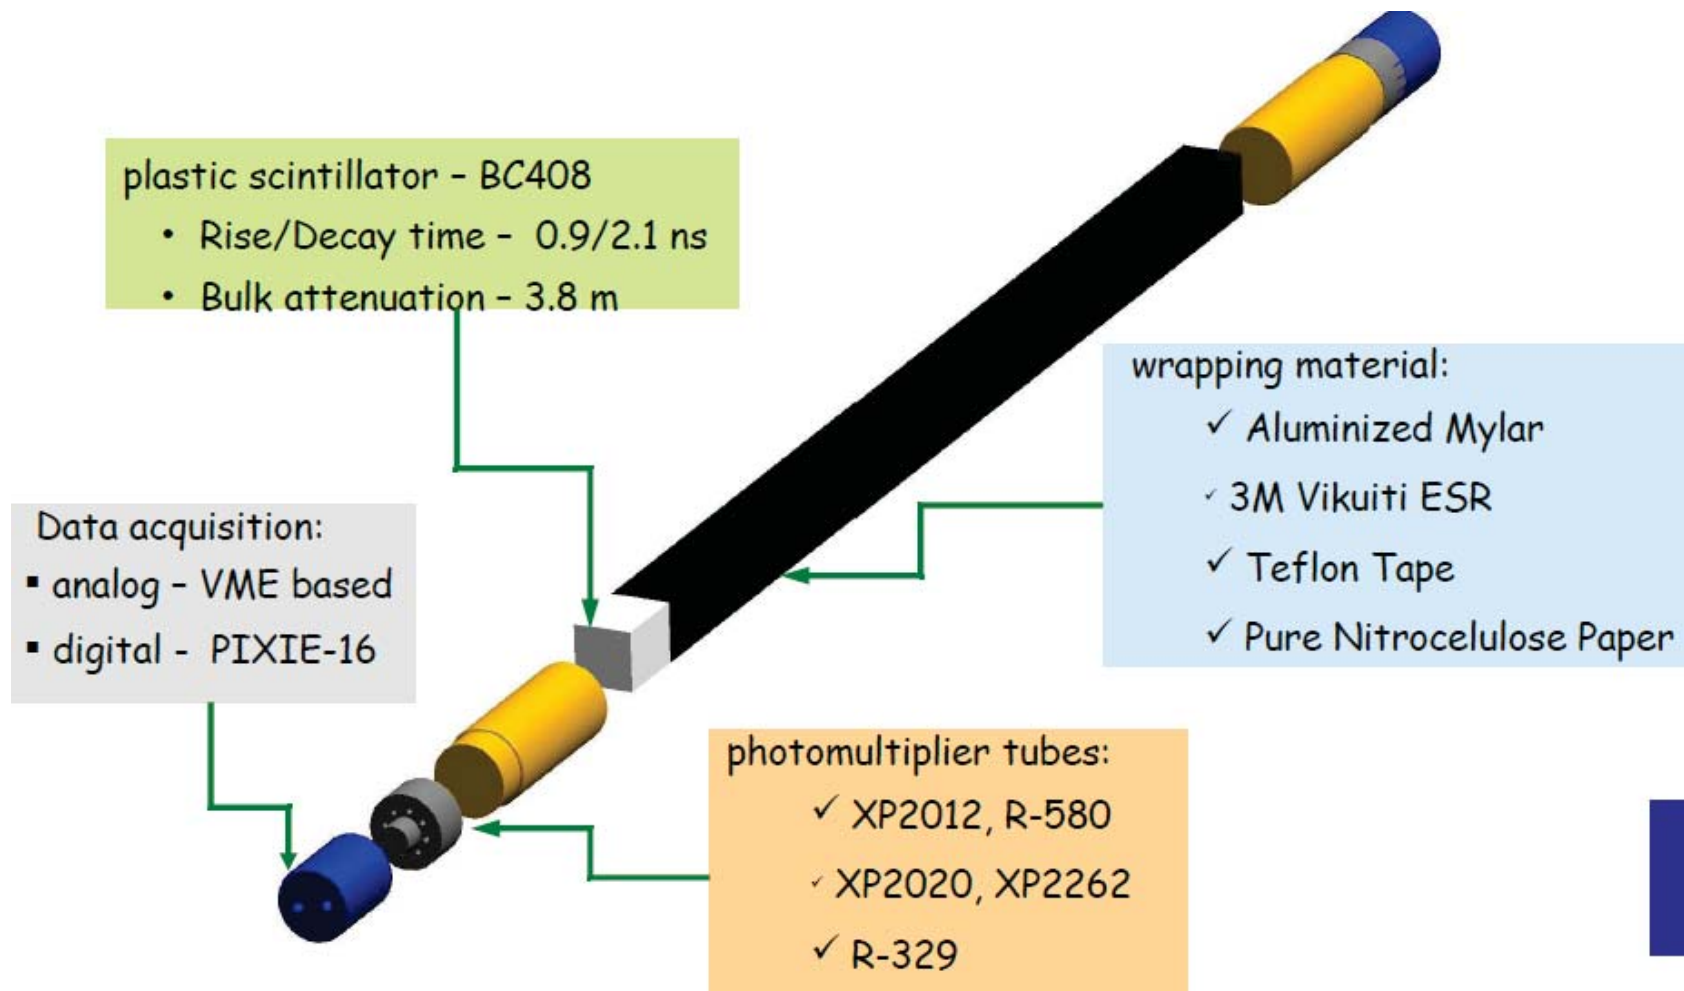 plastic scintillator – BC408
• Rise/Decay time – 0.9/2.1 ns
• Bulk attenuation – 3.8 m
wrapping material:
✓ Aluminized Mylar
✓ 3M Vikuiti ESR
✓ Teflon Tape
✓ Pure Nitrocelulose Paper
Data acquisition:
▪ analog – VME based
▪ digital - PIXIE-16
photomultiplier tubes:
✓ XP2012, R-580
✓ XP2020, XP2262
✓ R-329